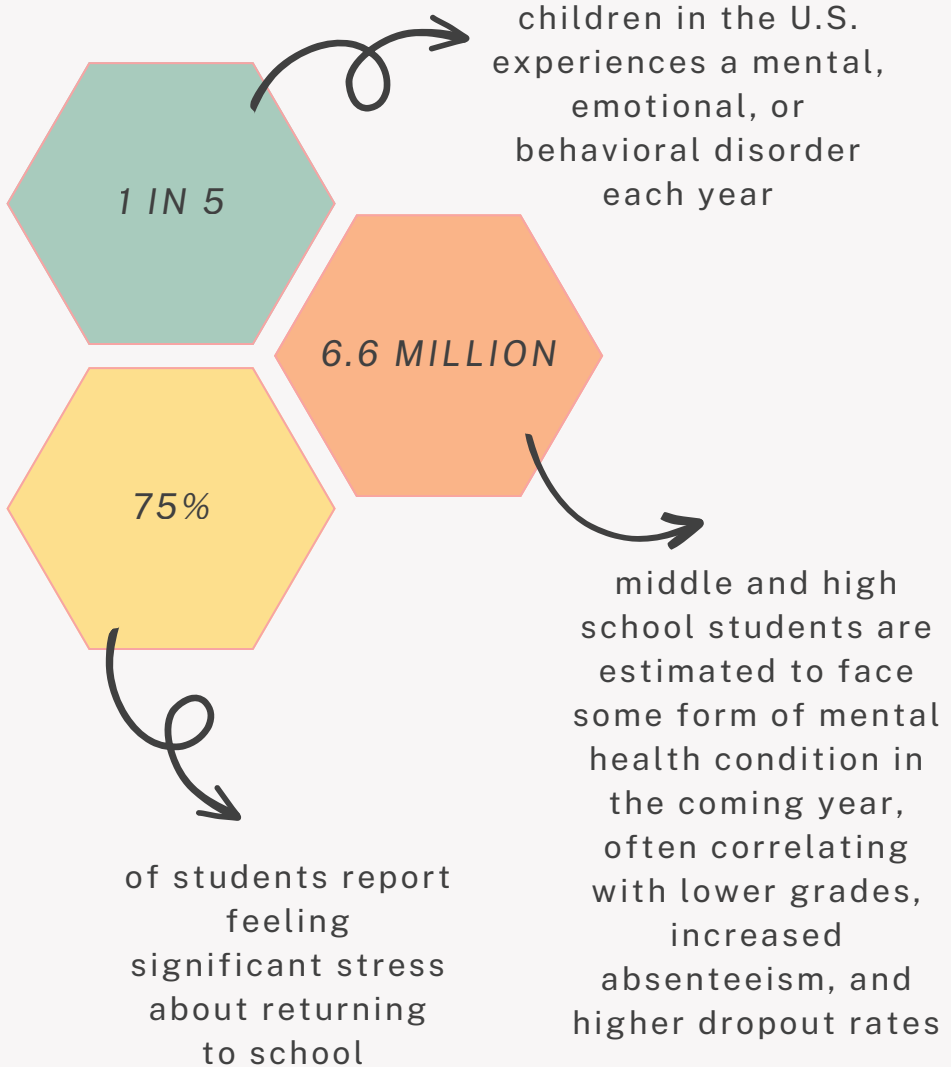 1 IN 5
children in the U.S.
experiences a mental,
emotional, or
behavioral disorder
each year
6.6 MILLION
middle and high
school students are
estimated to face
some form of mental
health condition in
the coming year,
often correlating
with lower grades,
increased
absenteeism, and
higher dropout rates
75%
of students report
feeling
significant stress
about returning
to school